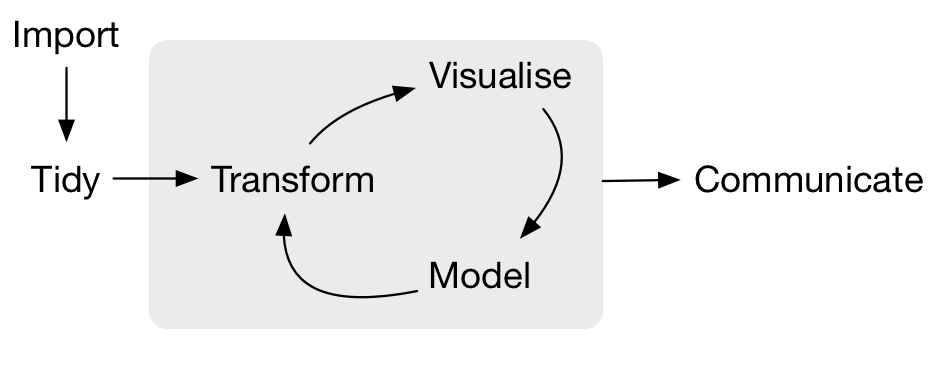 Import
Visualise
Tidy
Transform
Communicate
Model